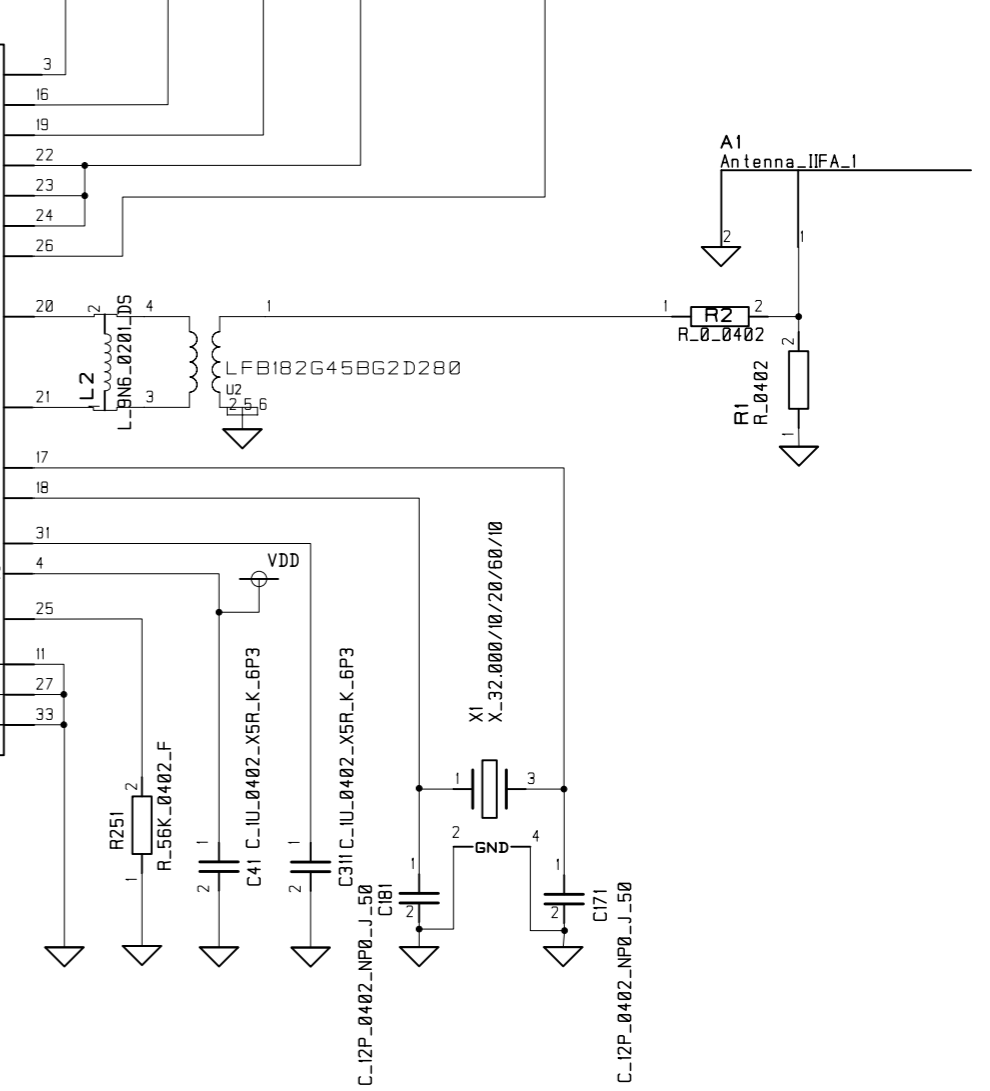 3
16
19
22
23
24
26
A1
Antenna_IIFA_1
2
1
20
2
L_9N6_0201_DS
4
1
1
R2
2
R_0_0402
L2
LFB182G45BG2D280
U2
2 5 6
21
1
3
2
R1
R_0402
1
17
18
31
4
VDD
25
11
27
33
X1
X_32.000/10/20/60/10
1
3
2
GND
4
R251
R_56K_0402_F
2
1
C41
C_1U_0402_X5R_K_6P3
1
2
C311
C_1U_0402_X5R_K_6P3
1
2
C181
C_12P_0402_NP0_J_50
1
2
C171
C_12P_0402_NP0_J_50
1
2